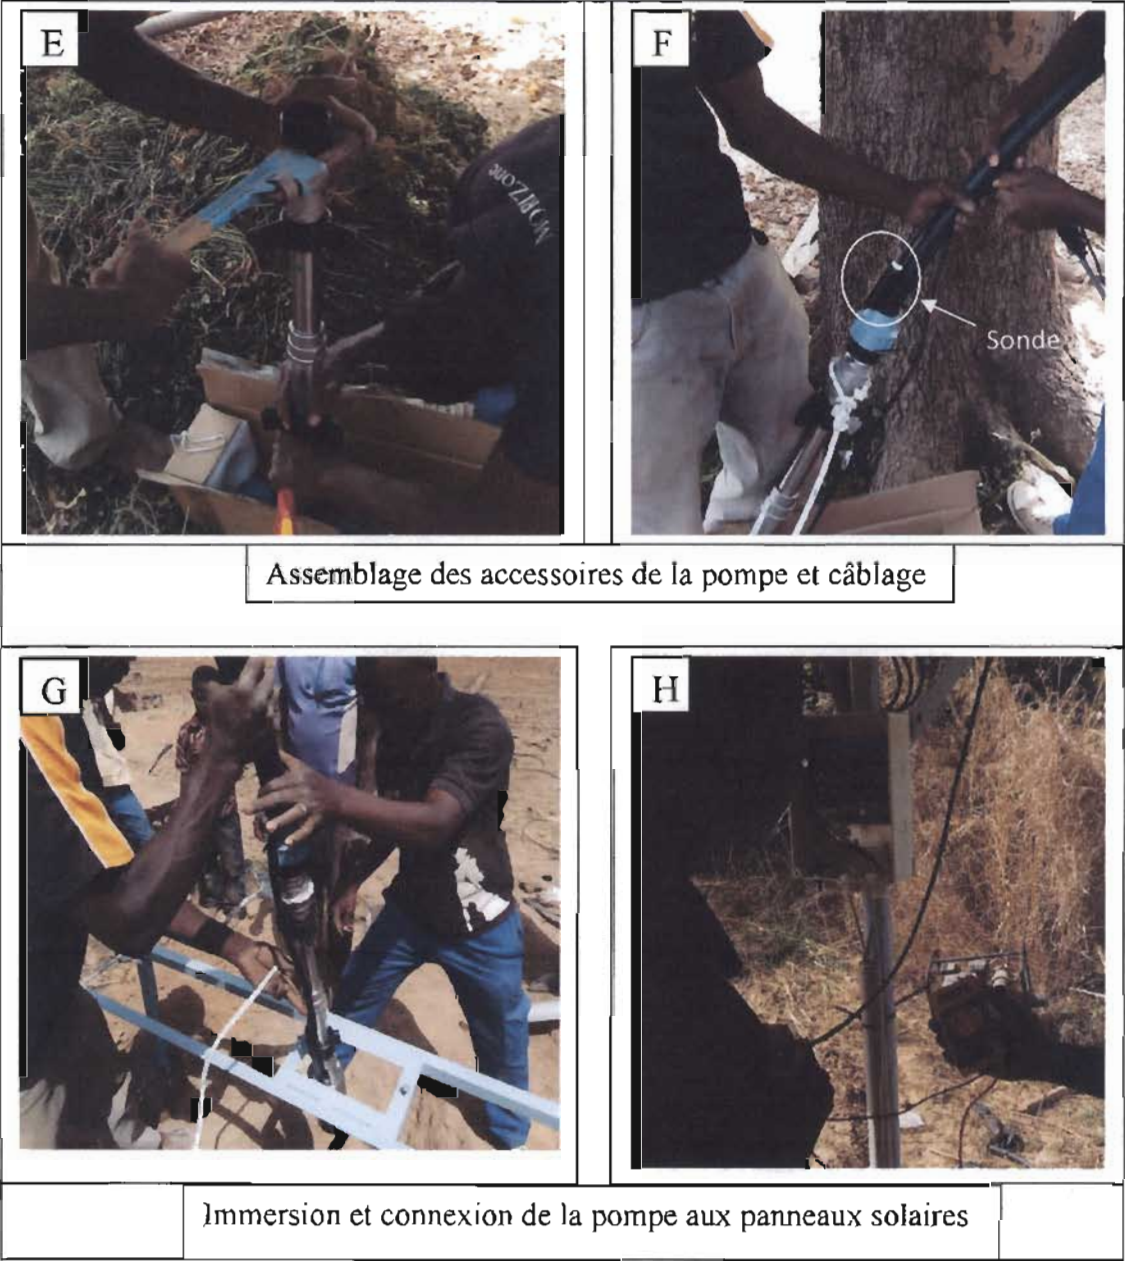 E
F
Sonde
Assemblage des accessoires de la pompe et câblage
G
H
Immersion et connexion de la pompe aux panneaux solaires